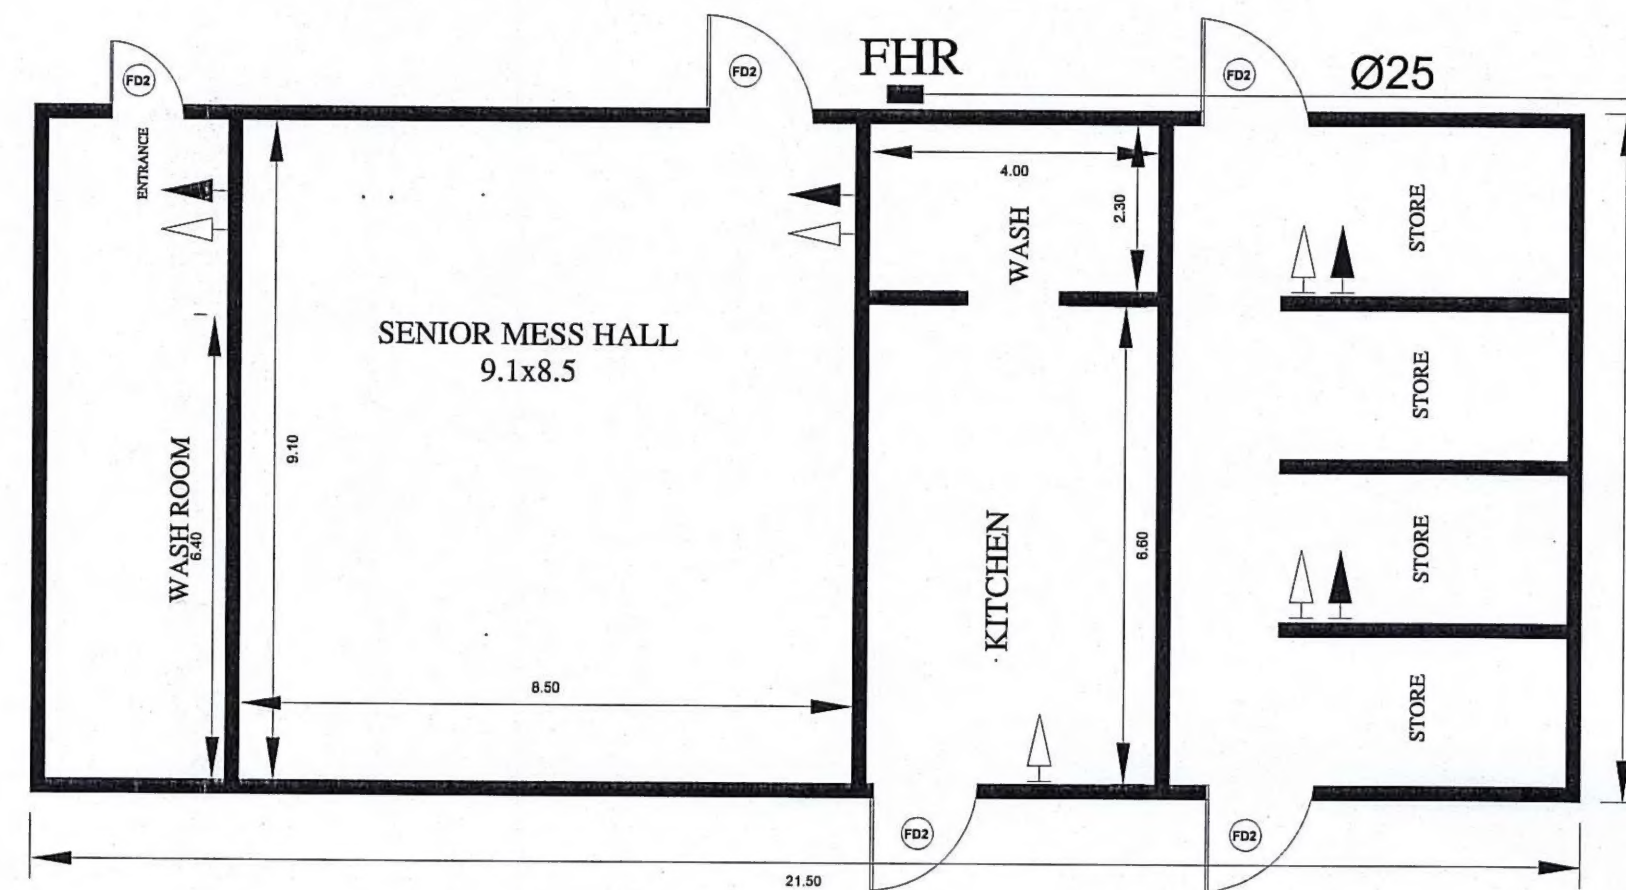 FD2
FD2
FHR
FD2
Ø25
ENTRANCE
4.00
2.30
WASH
STORE
SENIOR MESS HALL
9.1x8.5
STORE
9.10
WASH ROOM
6.40
KITCHEN
6.60
STORE
8.50
STORE
FD2
FD2
21.50